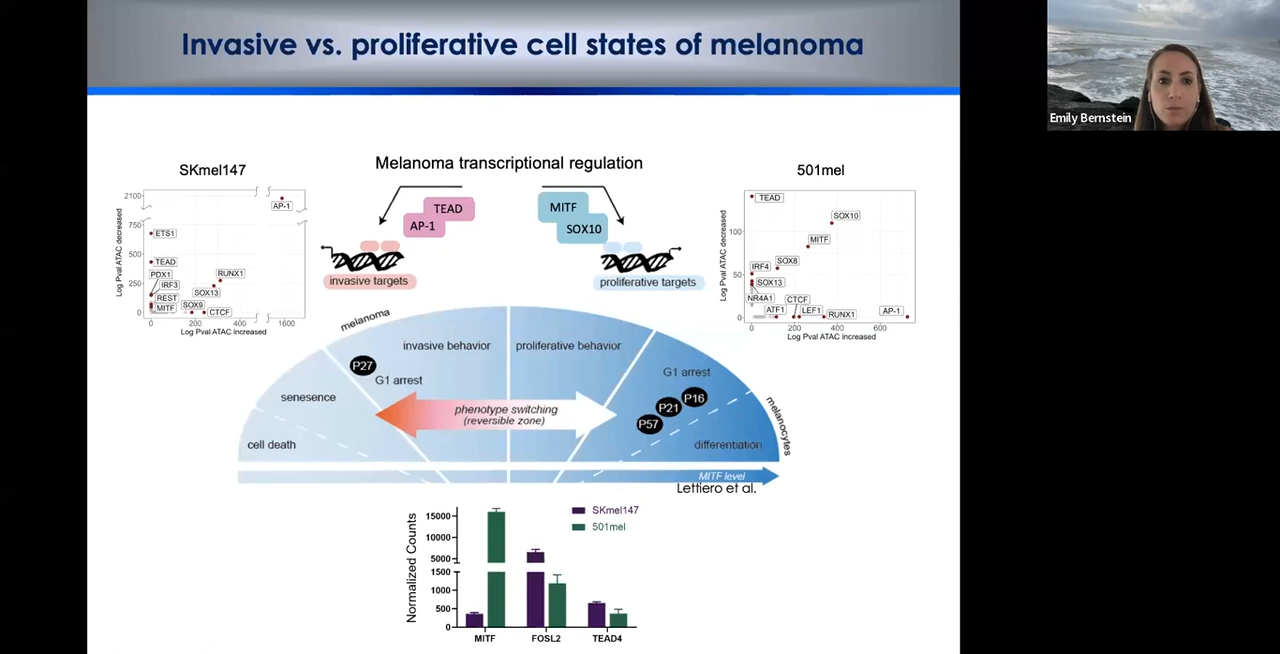 Invasive vs. proliferative cell states of melanoma
Emily Bernstein
SKmel147
Melanoma transcriptional regulation
501mel
Log Pval ATAC decreased
2100
750
500
250
0
AP-1
ETS1
TEAD
PDX1
IRF3
RUNX1
REST
SOX13
MITF
SOX9
CTCF
0
200
400
1600
Log Pval ATAC increased
TEAD
AP-1
invasive targets
MITF
SOX10
proliferative targets
Log Pval ATAC decreased
100
50
0
TEAD
SOX10
MITF
IRF4
SOX8
SOX13
NR4A1
CTCF
ATF1
LEF1
RUNX1
AP-1
0
200
400
600
Log Pval ATAC increased
melanoma
invasive behavior
proliferative behavior
P27
G1 arrest
G1 arrest
senesence
P16
P21
P57
phenotype switching
(reversible zone)
cell death
differentiation
melanocytes
MITF level
Lettiero et al.
Normalized Counts
15000
10000
5000
1500
1000
500
0
SKmel147
501mel
MITF
FOSL2
TEAD4